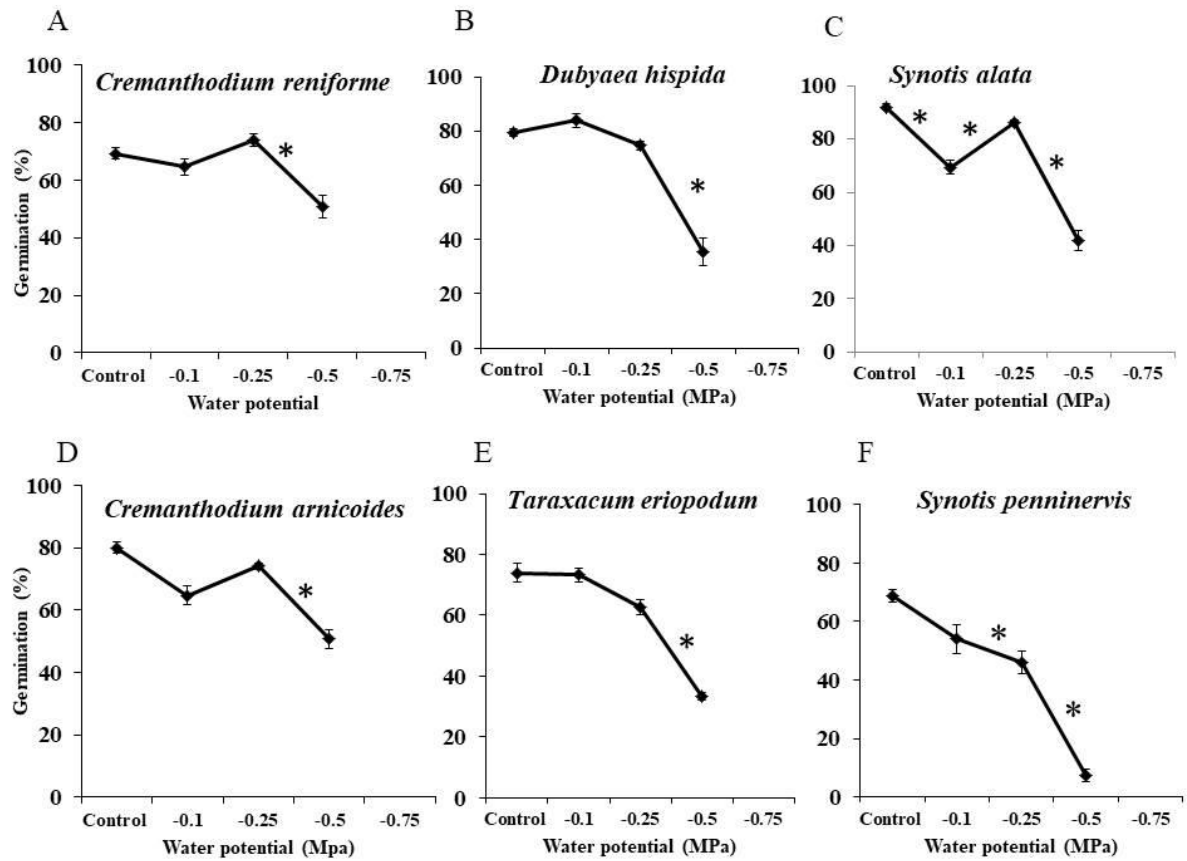 A
B
C
Cremanthodium reniforme
Dubyaea hispida
Synotis alata
Germination (%)
100
80
60
40
20
0
*
Control -0.1 -0.25 -0.5 -0.75
Water potential
100
80
60
40
20
0
*
Control -0.1 -0.25 -0.5 -0.75
Water potential (MPa)
100
80
60
40
20
0
* * *
Control -0.1 -0.25 -0.5 -0.75
Water potential (MPa)
D
E
F
Cremanthodium arnicoides
Taraxacum eriopodum
Synotis penninervis
Germination (%)
100
80
60
40
20
0
*
Control -0.1 -0.25 -0.5 -0.75
Water potential (Mpa)
100
80
60
40
20
0
*
Control -0.1 -0.25 -0.5 -0.75
Water potential (MPa)
100
80
60
40
20
0
* *
Control -0.1 -0.25 -0.5 -0.75
Water potential (MPa)